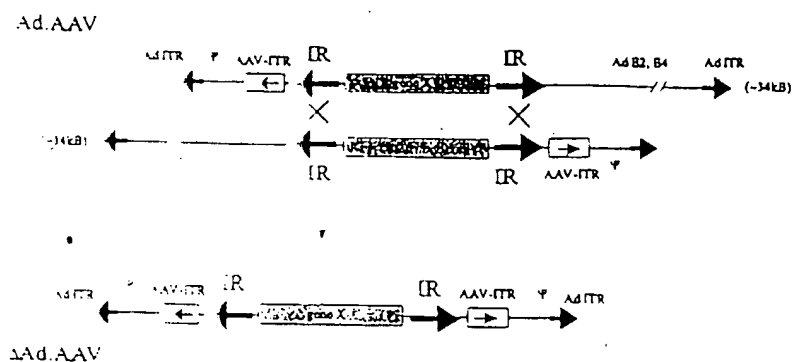 Ad.AAV
Ad ITR Ψ AAV-ITR IR IR Ad E2, E4 Ad ITR
(~34kB)
(~34kB)
IR IR AAV-ITR Ψ
Ad ITR AAV-ITR IR gene X IR AAV-ITR Ψ Ad ITR
ΔAd.AAV